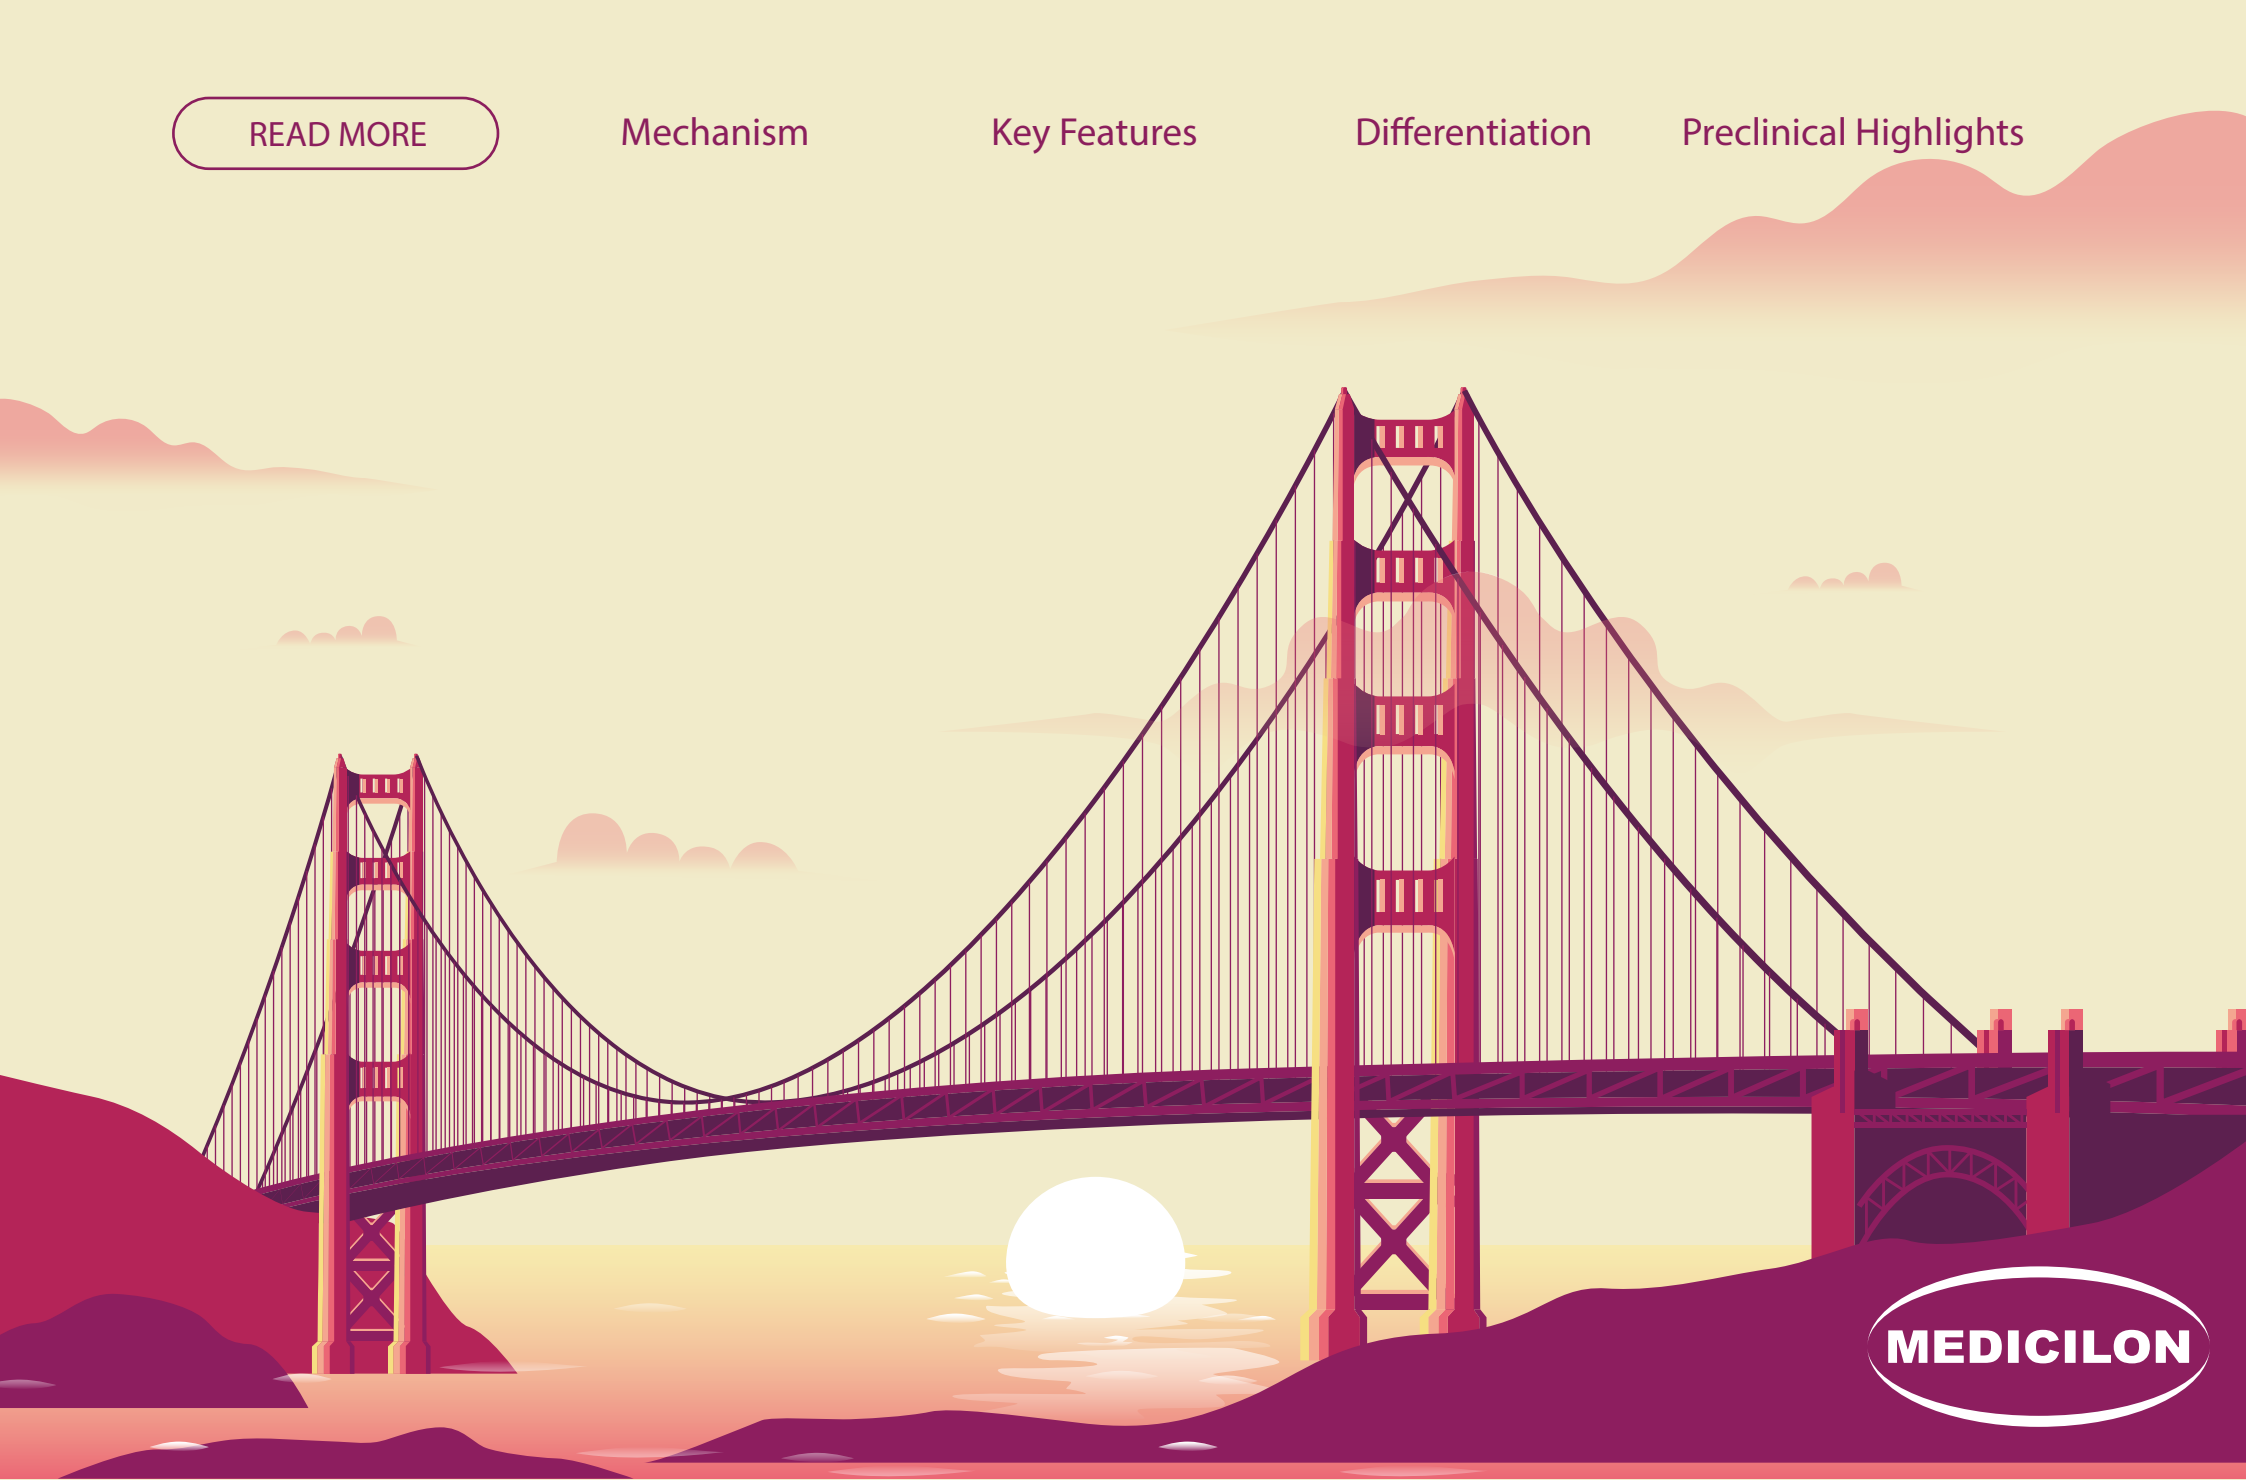 READ MORE
Mechanism
Key Features
Differentiation
Preclinical Highlights
MEDICILON